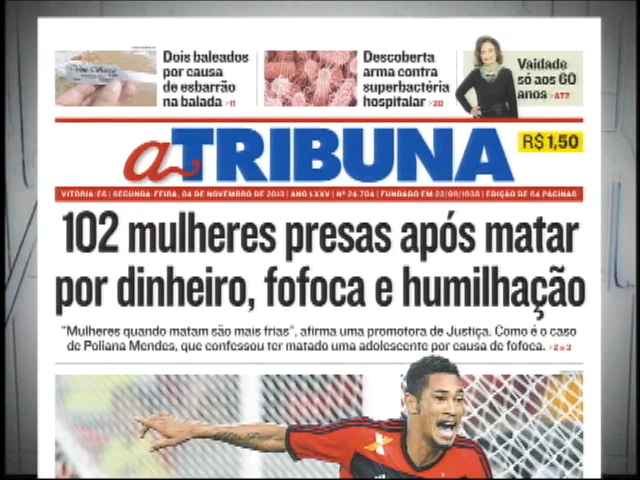 Dois baleados
por causa
de esbarrão
na balada >11
Descoberta
arma contra
superbactéria
hospitalar >20
Vaidade
só aos 60
anos >AT7
aTRIBUNA
R$ 1,50
VITÓRIA-ES | SEGUNDA-FEIRA, 04 DE NOVEMBRO DE 2013 | ANO LXXV | Nº 24.704 | FUNDADO EM 22/09/1938 | EDIÇÃO DE 64 PÁGINAS
102 mulheres presas após matar
por dinheiro, fofoca e humilhação
“Mulheres quando matam são mais frias”, afirma uma promotora de Justiça. Como é o caso
de Poliana Mendes, que confessou ter matado uma adolescente por causa de fofoca. >2 e 3